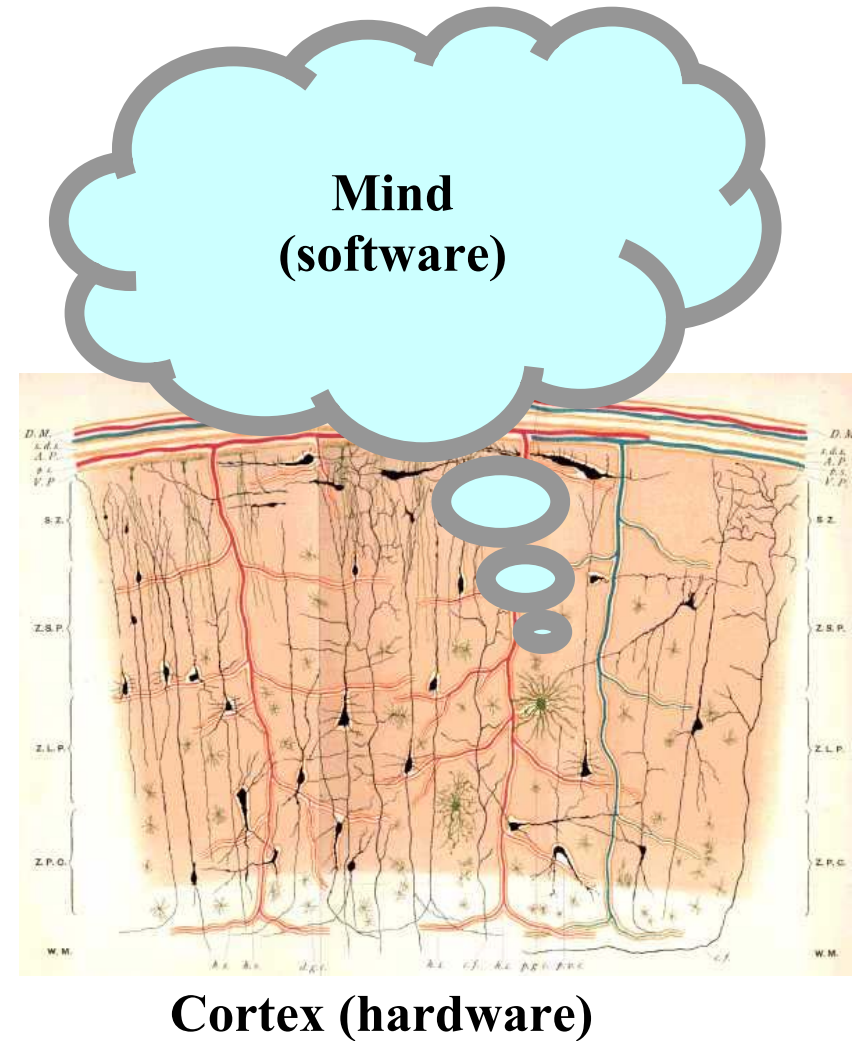 Mind
(software)
D. M.
s. d. s.
A. P.
p. s.
V. P.
S. Z.
Z. S. P.
Z. L. P.
Z. P. C.
W. M.
D. M
s. d. s.
A. P.
p. s.
V. P.
S Z.
Z. S. P.
Z. L. P.
Z. P. C.
W. M.
d. g. c. c. f. p. g. c. p. v. c. c. f.
Cortex (hardware)